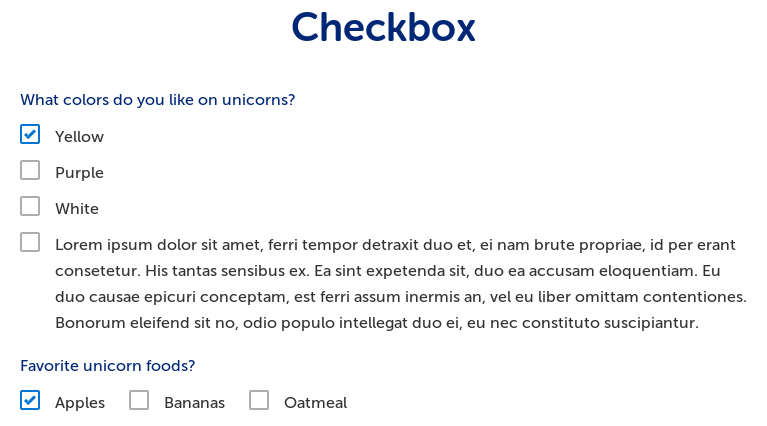 Checkbox
What colors do you like on unicorns?
Yellow
Purple
White
Lorem ipsum dolor sit amet, ferri tempor detraxit duo et, ei nam brute propriae, id per erant
consetetur. His tantas sensibus ex. Ea sint expetenda sit, duo ea accusam eloquentiam. Eu
duo causae epicuri conceptam, est ferri assum inermis an, vel eu liber omittam contentiones.
Bonorum eleifend sit no, odio populo intellegat duo ei, eu nec constituto suscipiantur.
Favorite unicorn foods?
Apples Bananas Oatmeal